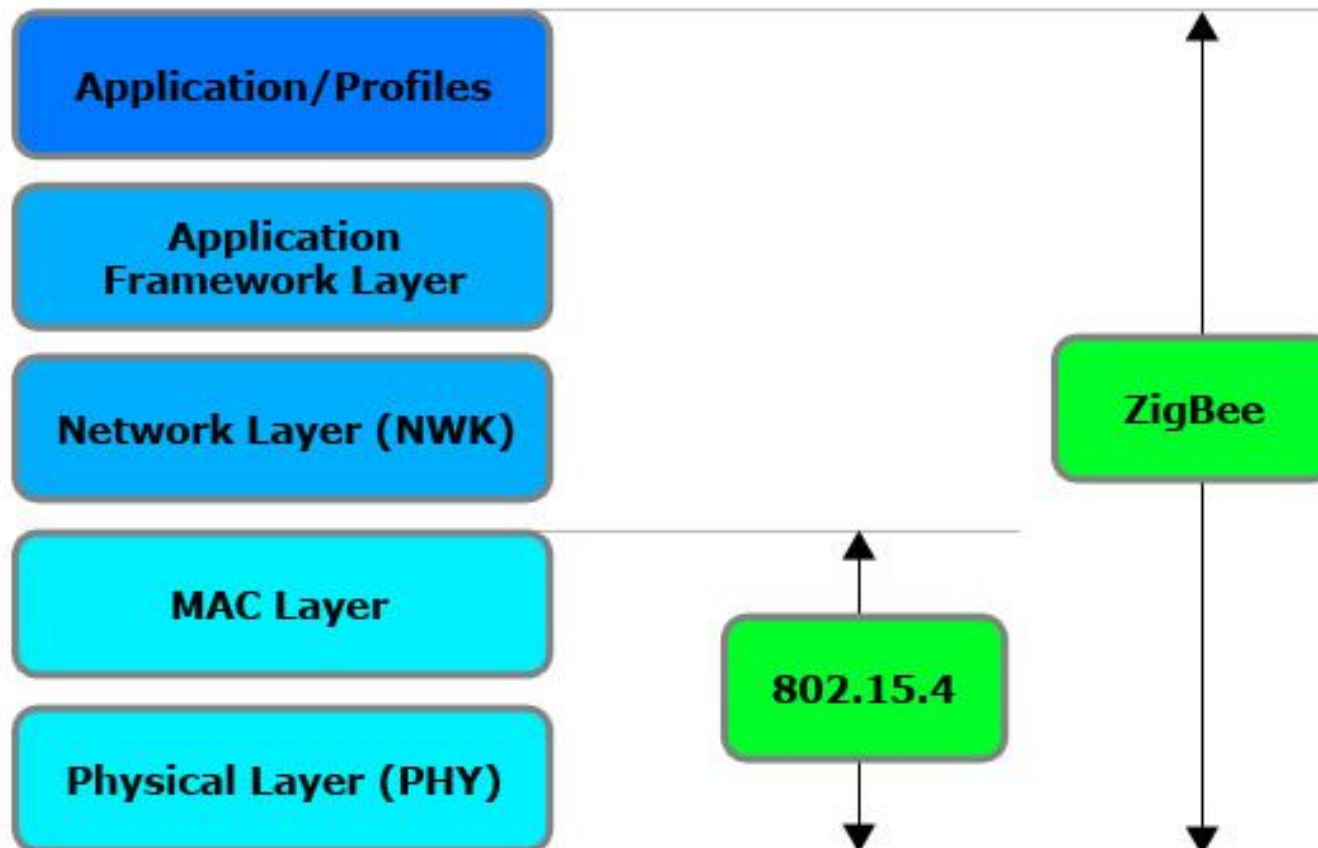 Application/Profiles
Application
Framework Layer
Network Layer (NWK)
ZigBee
MAC Layer
802.15.4
Physical Layer (PHY)